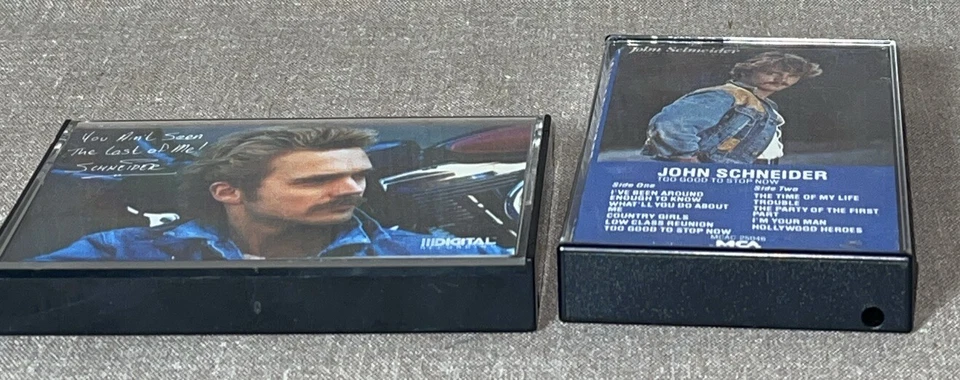 You Ain't Seen
The Last of Me!
SCHNEIDER
DIGITAL
John Schneider
JOHN SCHNEIDER
TOO GOOD TO STOP NOW
Side One
I'VE BEEN AROUND
ENOUGH TO KNOW
WHAT'LL YOU DO ABOUT
ME
COUNTRY GIRLS
LOW CLASS REUNION
TOO GOOD TO STOP NOW
Side Two
THE TIME OF MY LIFE
TROUBLE
THE PARTY OF THE FIRST
PART
I'M YOUR MAN
HOLLYWOOD HEROES
MCAC 25046
MCA